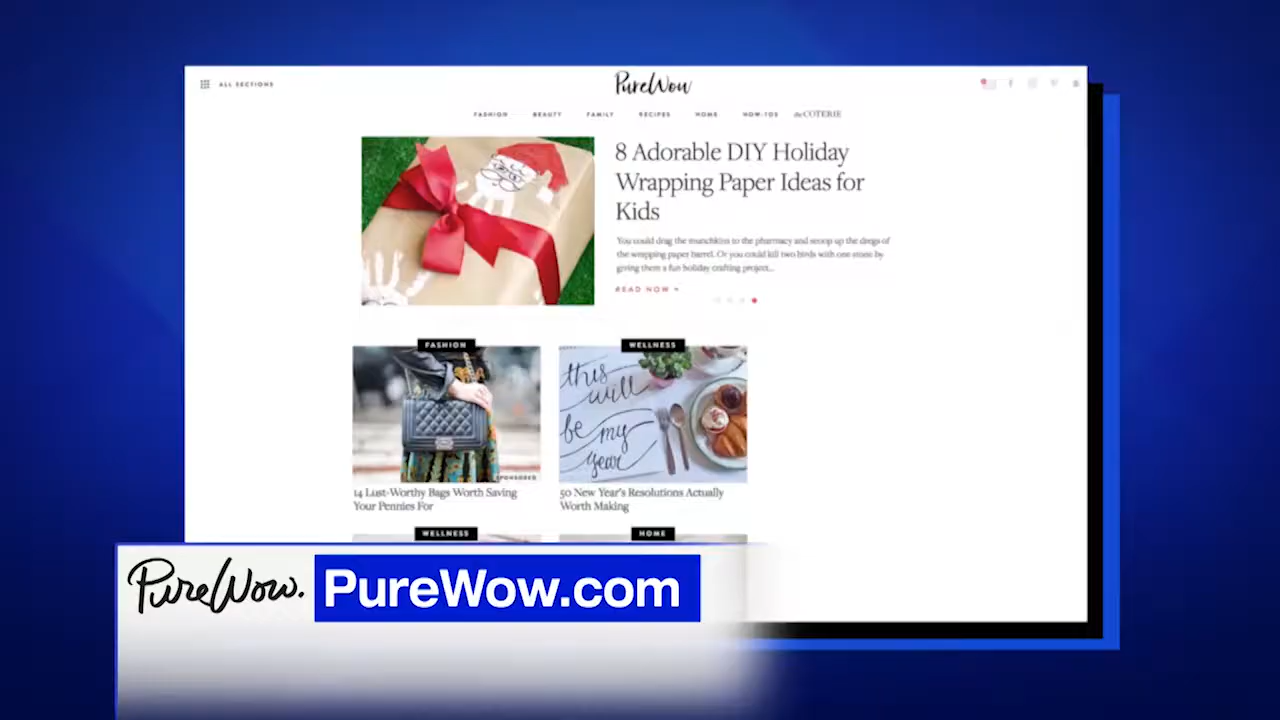 ALL SECTIONS
PureWow
FASHION BEAUTY FAMILY RECIPES HOME HOW-TOS the COTERIE
8 Adorable DIY Holiday
Wrapping Paper Ideas for
Kids
You could drag the munchkins to the pharmacy and scoop up the dregs of
the wrapping paper barrel. Or you could kill two birds with one stone by
giving them a fun holiday crafting project...
READ NOW
FASHION
WELLNESS
this
will
be my
year
SPONSORED
14 Lust-Worthy Bags Worth Saving
Your Pennies For
50 New Year's Resolutions Actually
Worth Making
WELLNESS
HOME
PureWow.
PureWow.com